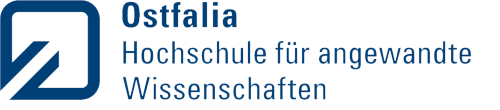 Ostfalia
Hochschule für angewandte
Wissenschaften